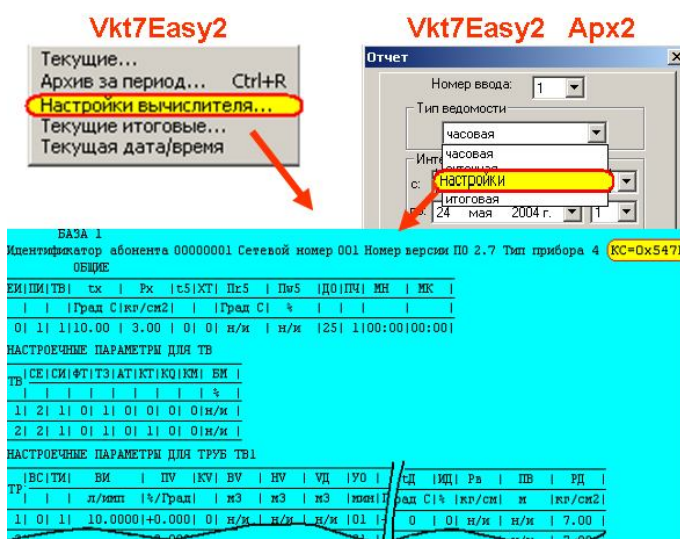 Vkt7Easy2
Текущие...
Архив за период... Ctrl+R
Настройки вычислителя...
Текущие итоговые...
Текущая дата/время
Vkt7Easy2 Арх2
Отчет
Номер ввода: 1
Тип ведомости
часовая
часовая
настройки
итоговая
с:
24 мая 2004 г. 1
БАЗА 1
Идентификатор абонента 00000001 Сетевой номер 001 Номер версии ПО 2.7 Тип прибора 4 КС=0x547
ОБЩИЕ
ЕИ|ПИ|ТВ| tx | Px |t5|ХТ| Пг5 | Пw5 |ДО|ПЧ| МН | МК |
| | |Град С|кг/см2| | |Град С| % | | | | |
0| 1| 1|10.00 | 3.00 | 0| 0| н/и | н/и |25| 1|00:00|00:00|
НАСТРОЕЧНЫЕ ПАРАМЕТРЫ ДЛЯ ТВ
ТВ|СЕ|СИ|ФТ|Т3|АТ|КТ|KQ|КМ| БМ |
| | | | | | | | | % |
1| 2| 1| 0| 1| 0| 0| 0| 0|н/и |
2| 2| 1| 0| 1| 0| 1| 0| 0|н/и |
НАСТРОЕЧНЫЕ ПАРАМЕТРЫ ДЛЯ ТРУБ ТВ1
ТР|ВС|ТИ| ВИ | ПV |KV| BV | HV | VД |УО | tД |ИД| Рв | ПВ | РД |
| | | л/имп |%/Град| | м3 | м3 | м3 |мин| рад С|% |кг/см| м |кг/см2|
1| 0| 1| 10.0000|+0.000| 0| н/и | н/и | н/и |01 | 0 | 0| н/и | н/и | 7.00 |